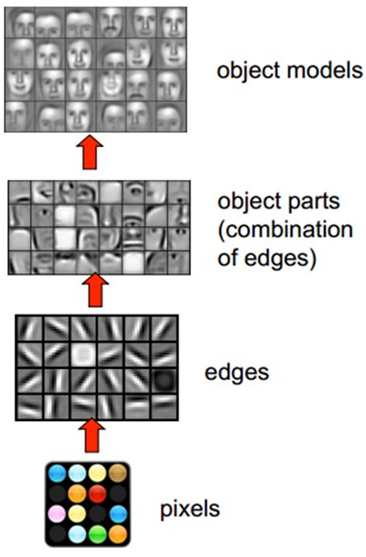 object models
object parts
(combination
of edges)
edges
pixels